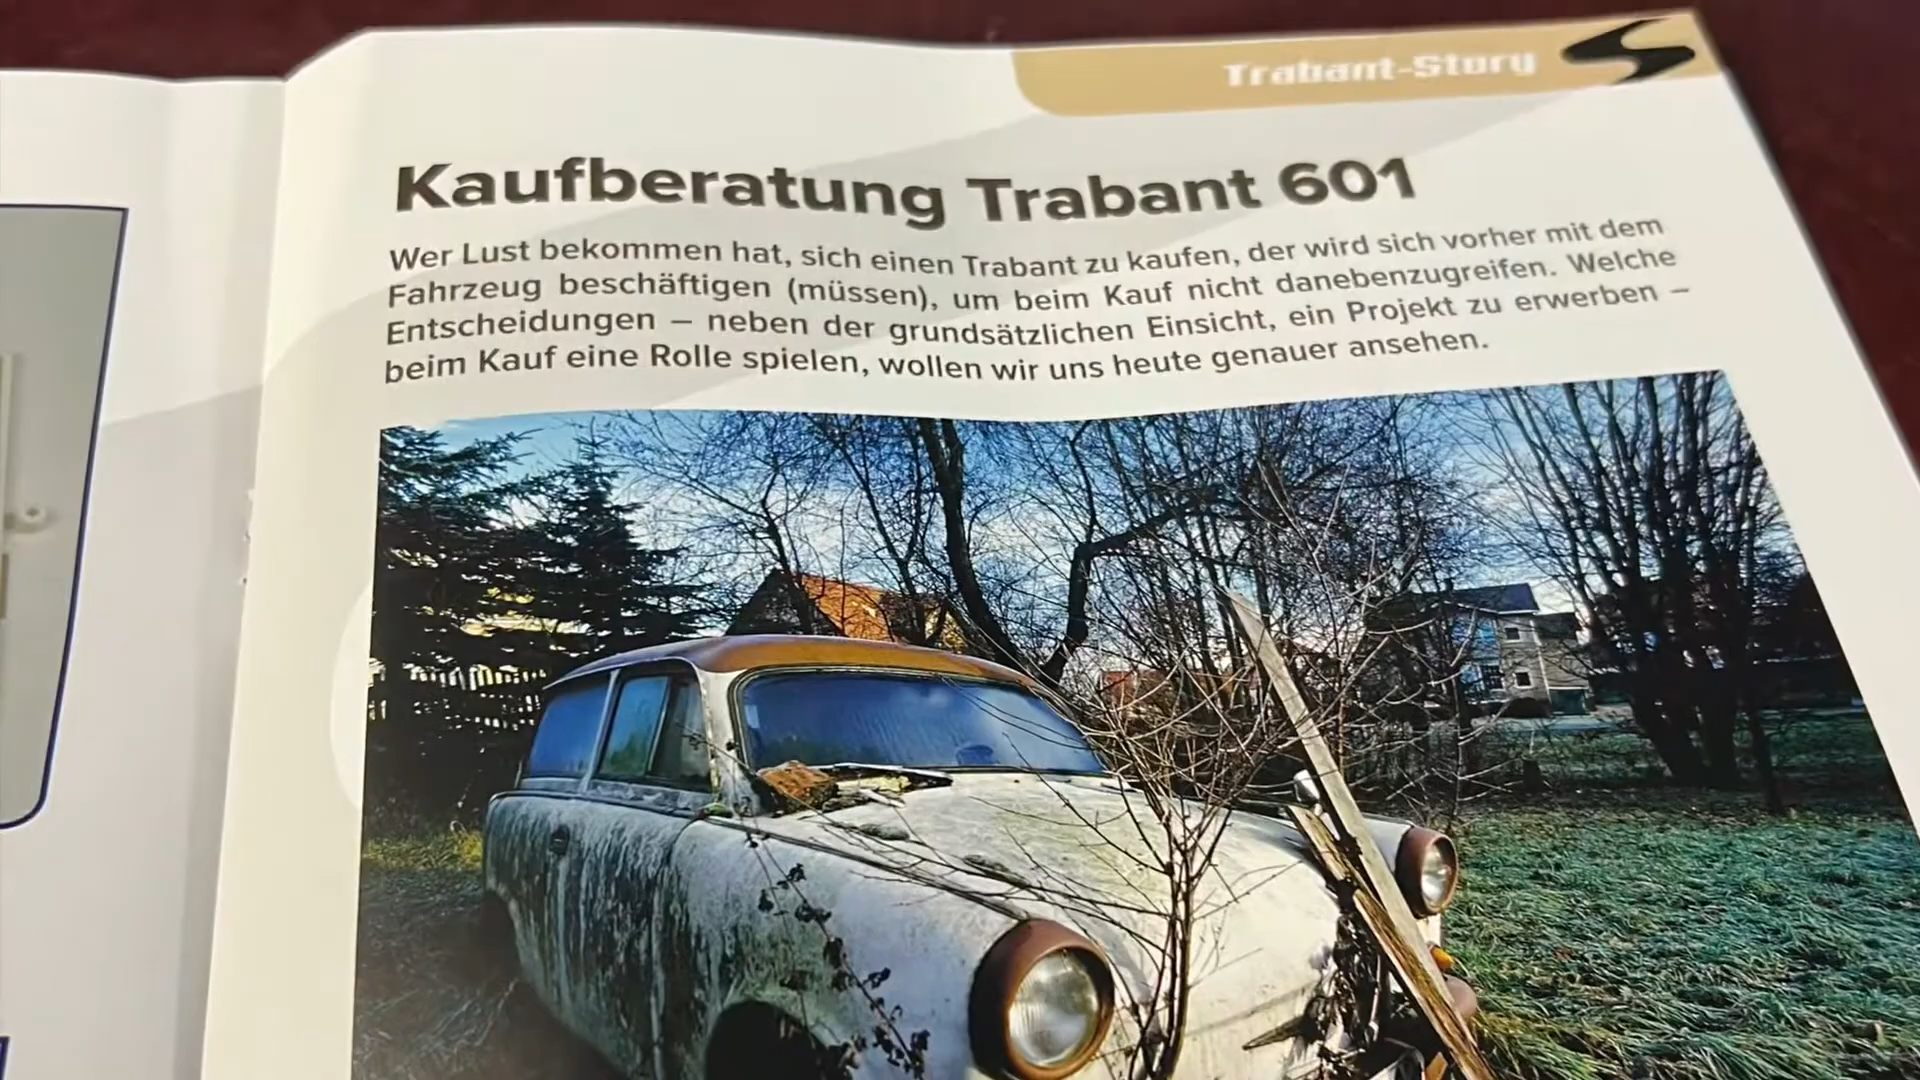 Trabant-Story
Kaufberatung Trabant 601
Wer Lust bekommen hat, sich einen Trabant zu kaufen, der wird sich vorher mit dem
Fahrzeug beschäftigen (müssen), um beim Kauf nicht danebenzugreifen. Welche
Entscheidungen – neben der grundsätzlichen Einsicht, ein Projekt zu erwerben –
beim Kauf eine Rolle spielen, wollen wir uns heute genauer ansehen.